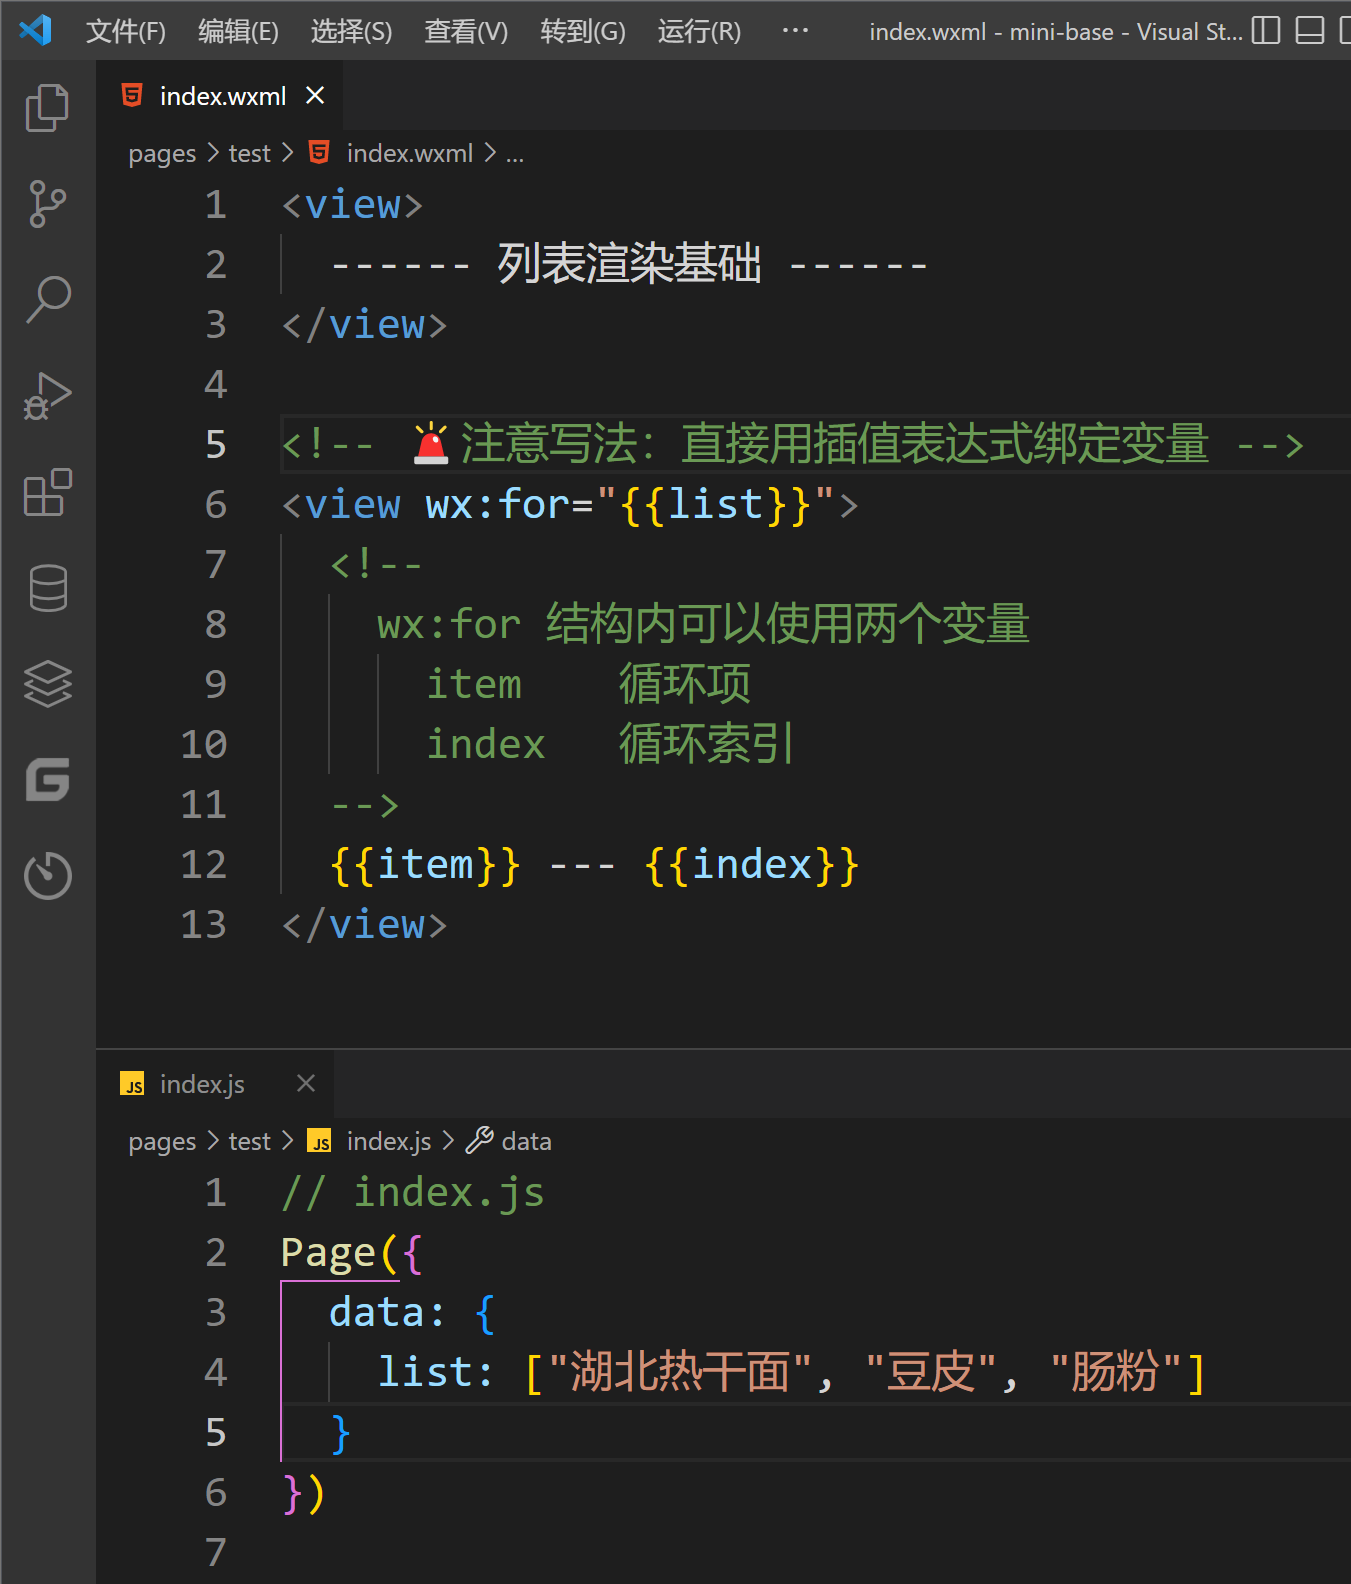 文件(F) 编辑(E) 选择(S) 查看(V) 转到(G) 运行(R) ··· index.wxml - mini-base - Visual St...
index.wxml
pages > test > index.wxml > ...
1 <view>
2 ------ 列表渲染基础 ------
3 </view>
4
5 <!-- 🚨注意写法：直接用插值表达式绑定变量 -->
6 <view wx:for="{{list}}">
7 <!--
8 wx:for 结构内可以使用两个变量
9 item 循环项
10 index 循环索引
11 -->
12 {{item}} --- {{index}}
13 </view>
JS index.js
pages > test > JS index.js > data
1 // index.js
2 Page({
3 data: {
4 list: ["湖北热干面", "豆皮", "肠粉"]
5 }
6 })
7